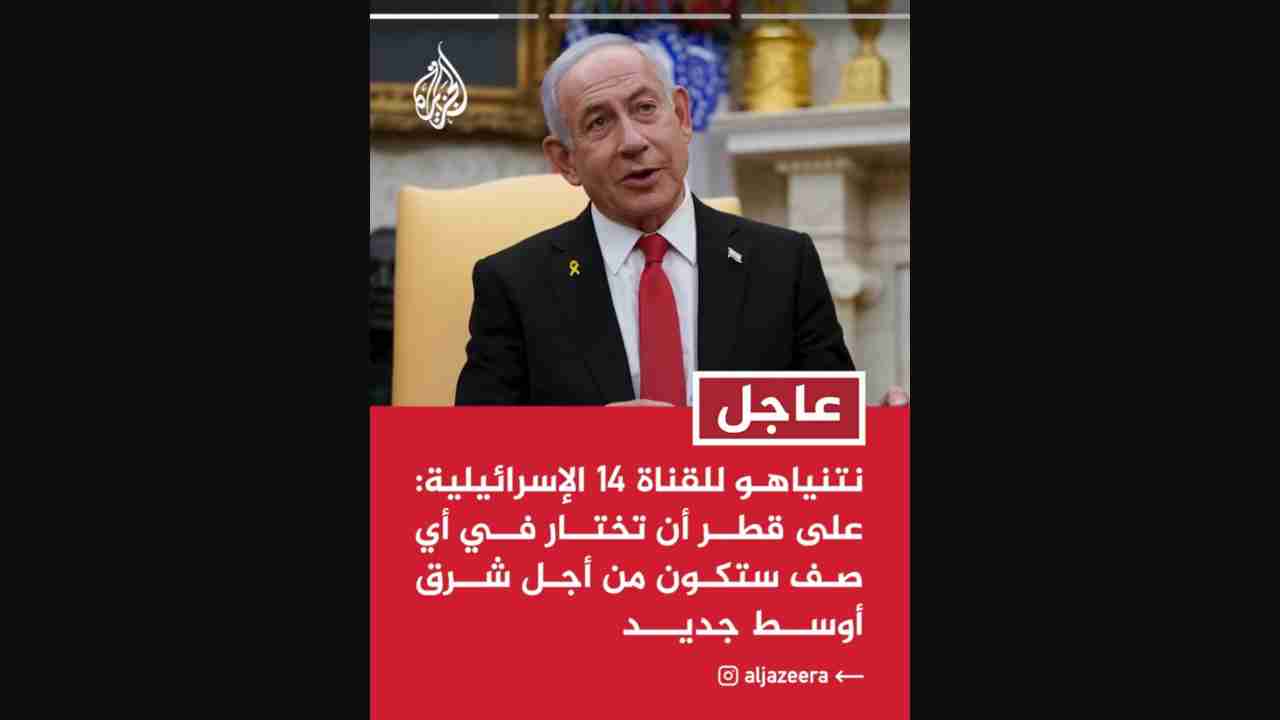 الجزيرة
عاجل
نتنياهو للقناة 14 الإسرائيلية:
على قطر أن تختار في أي
صف ستكون من أجل شرق
أوسط جديد
aljazeera